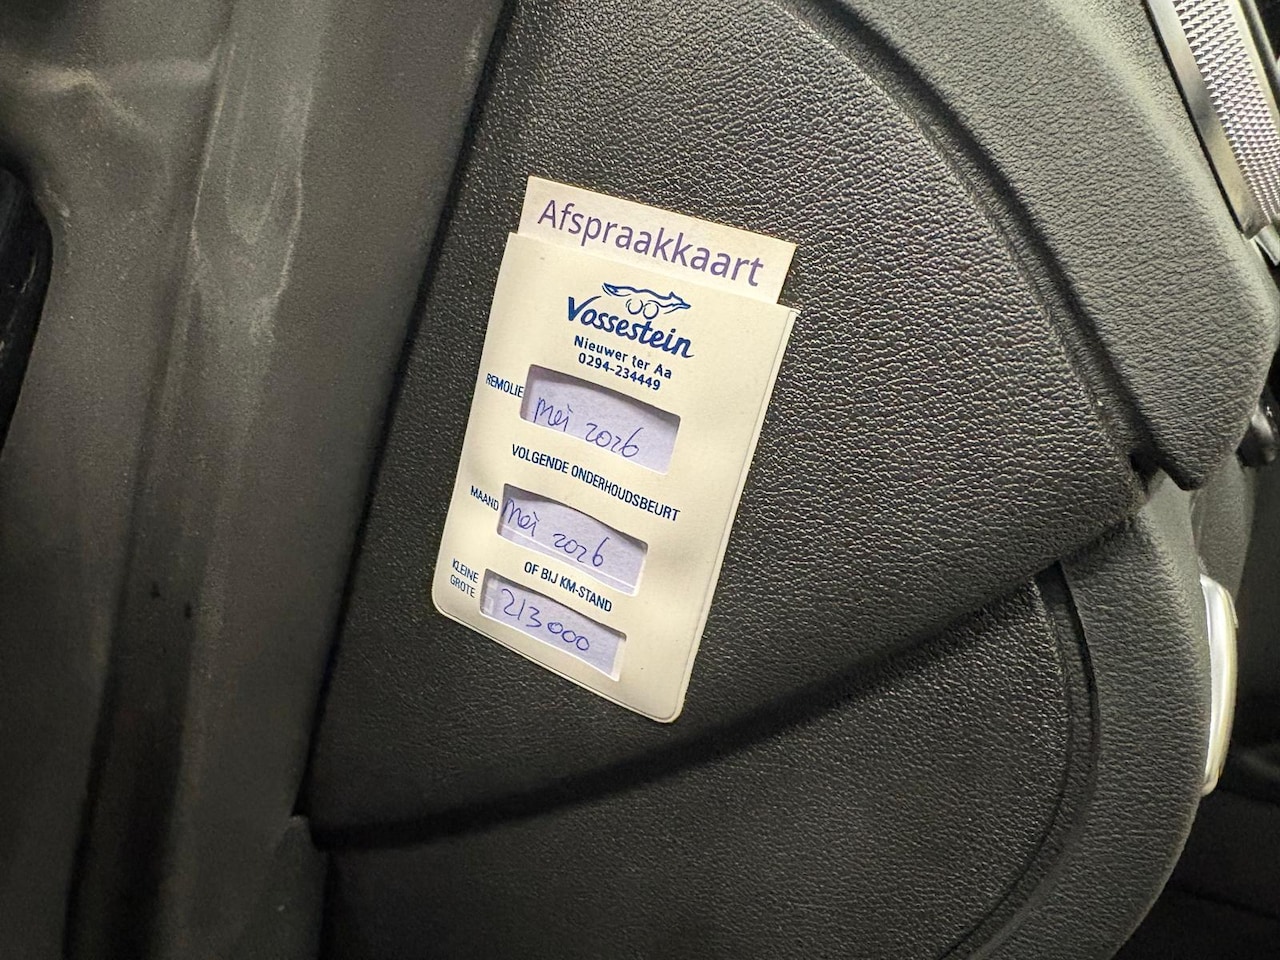 Afspraakkaart
Vossestein
Nieuwer ter Aa
0294-234449
REMOLIE
mei 2026
VOLGENDE ONDERHOUDSBEURT
MAAND
mei 2026
OF BIJ KM-STAND
KLEINE
GROTE
213000